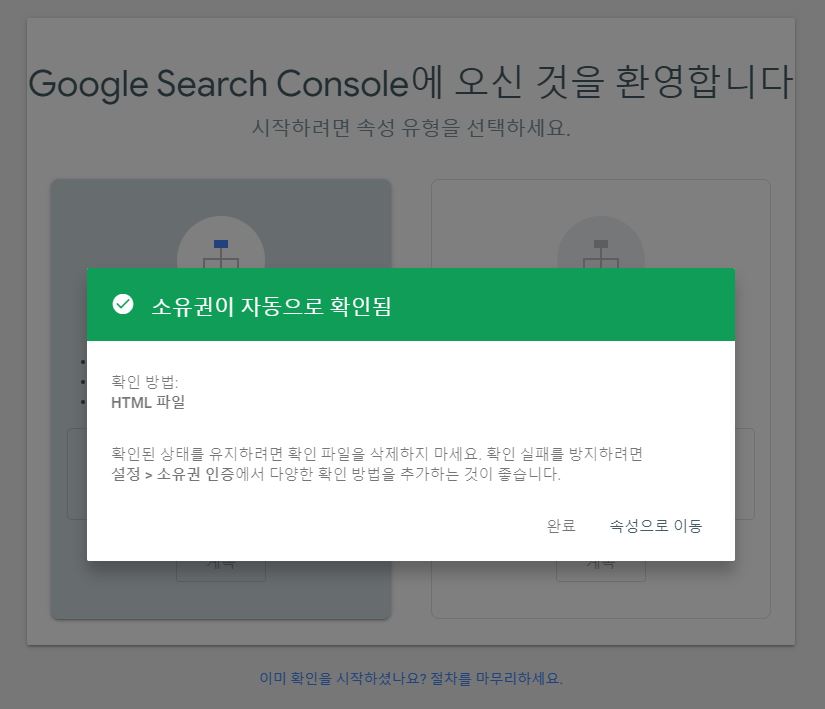 Google Search Console에 오신 것을 환영합니다
시작하려면 속성 유형을 선택하세요.
소유권이 자동으로 확인됨
확인 방법:
HTML 파일
확인된 상태를 유지하려면 확인 파일을 삭제하지 마세요. 확인 실패를 방지하려면
설정 > 소유권 인증에서 다양한 확인 방법을 추가하는 것이 좋습니다.
완료 속성으로 이동
이미 확인을 시작하셨나요? 절차를 마무리하세요.